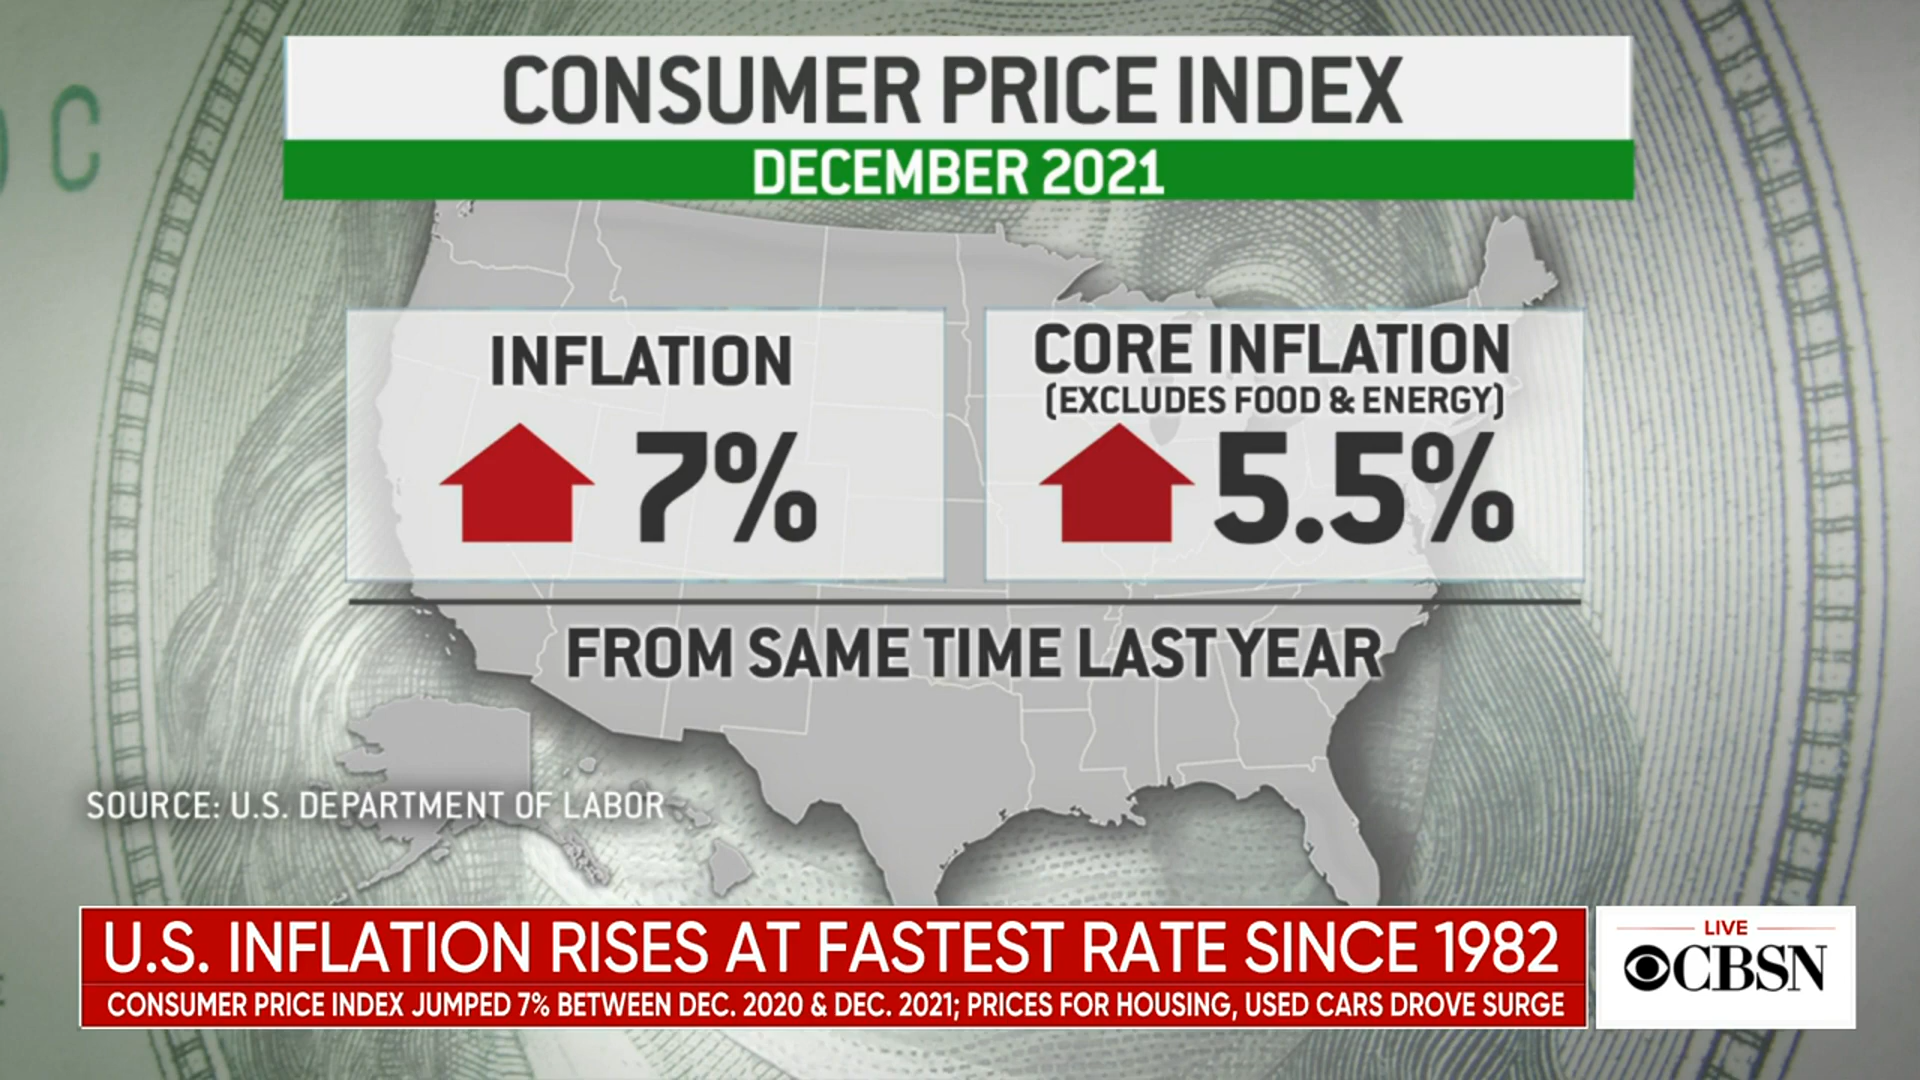 CONSUMER PRICE INDEX
DECEMBER 2021
C
INFLATION
7%
CORE INFLATION
(EXCLUDES FOOD & ENERGY)
5.5%
FROM SAME TIME LAST YEAR
SOURCE: U.S. DEPARTMENT OF LABOR
U.S. INFLATION RISES AT FASTEST RATE SINCE 1982
CONSUMER PRICE INDEX JUMPED 7% BETWEEN DEC. 2020 & DEC. 2021; PRICES FOR HOUSING, USED CARS DROVE SURGE
LIVE
CBSN